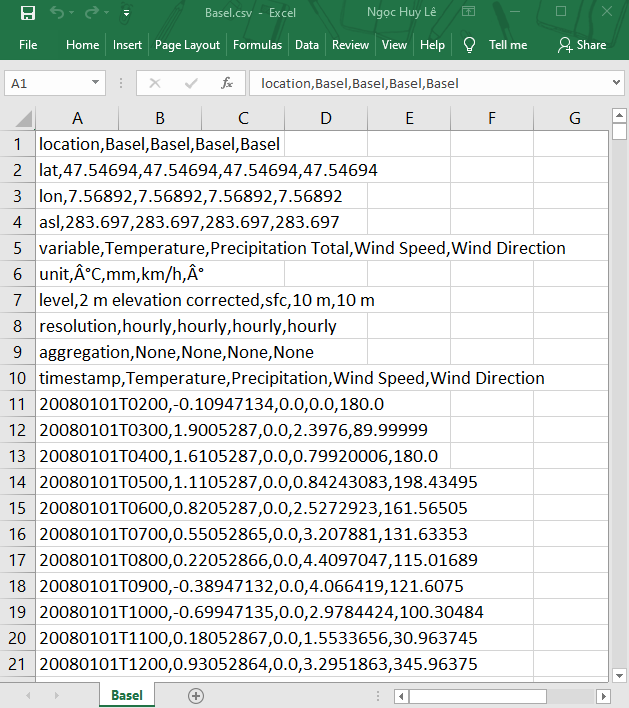 Basel.csv - Excel
Ngọc Huy Lê
File Home Insert Page Layout Formulas Data Review View Help Tell me Share
A1 fx location,Basel,Basel,Basel,Basel
A B C D E F G
1 location,Basel,Basel,Basel,Basel
2 lat,47.54694,47.54694,47.54694,47.54694
3 lon,7.56892,7.56892,7.56892,7.56892
4 asl,283.697,283.697,283.697,283.697
5 variable,Temperature,Precipitation Total,Wind Speed,Wind Direction
6 unit,Â°C,mm,km/h,Â°
7 level,2 m elevation corrected,sfc,10 m,10 m
8 resolution,hourly,hourly,hourly,hourly
9 aggregation,None,None,None,None
10 timestamp,Temperature,Precipitation,Wind Speed,Wind Direction
11 20080101T0200,-0.10947134,0.0,0.0,180.0
12 20080101T0300,1.9005287,0.0,2.3976,89.99999
13 20080101T0400,1.6105287,0.0,0.79920006,180.0
14 20080101T0500,1.1105287,0.0,0.84243083,198.43495
15 20080101T0600,0.8205287,0.0,2.5272923,161.56505
16 20080101T0700,0.55052865,0.0,3.207881,131.63353
17 20080101T0800,0.22052866,0.0,4.4097047,115.01689
18 20080101T0900,-0.38947132,0.0,4.066419,121.6075
19 20080101T1000,-0.69947135,0.0,2.9784424,100.30484
20 20080101T1100,0.18052867,0.0,1.5533656,30.963745
21 20080101T1200,0.93052864,0.0,3.2951863,345.96375
Basel